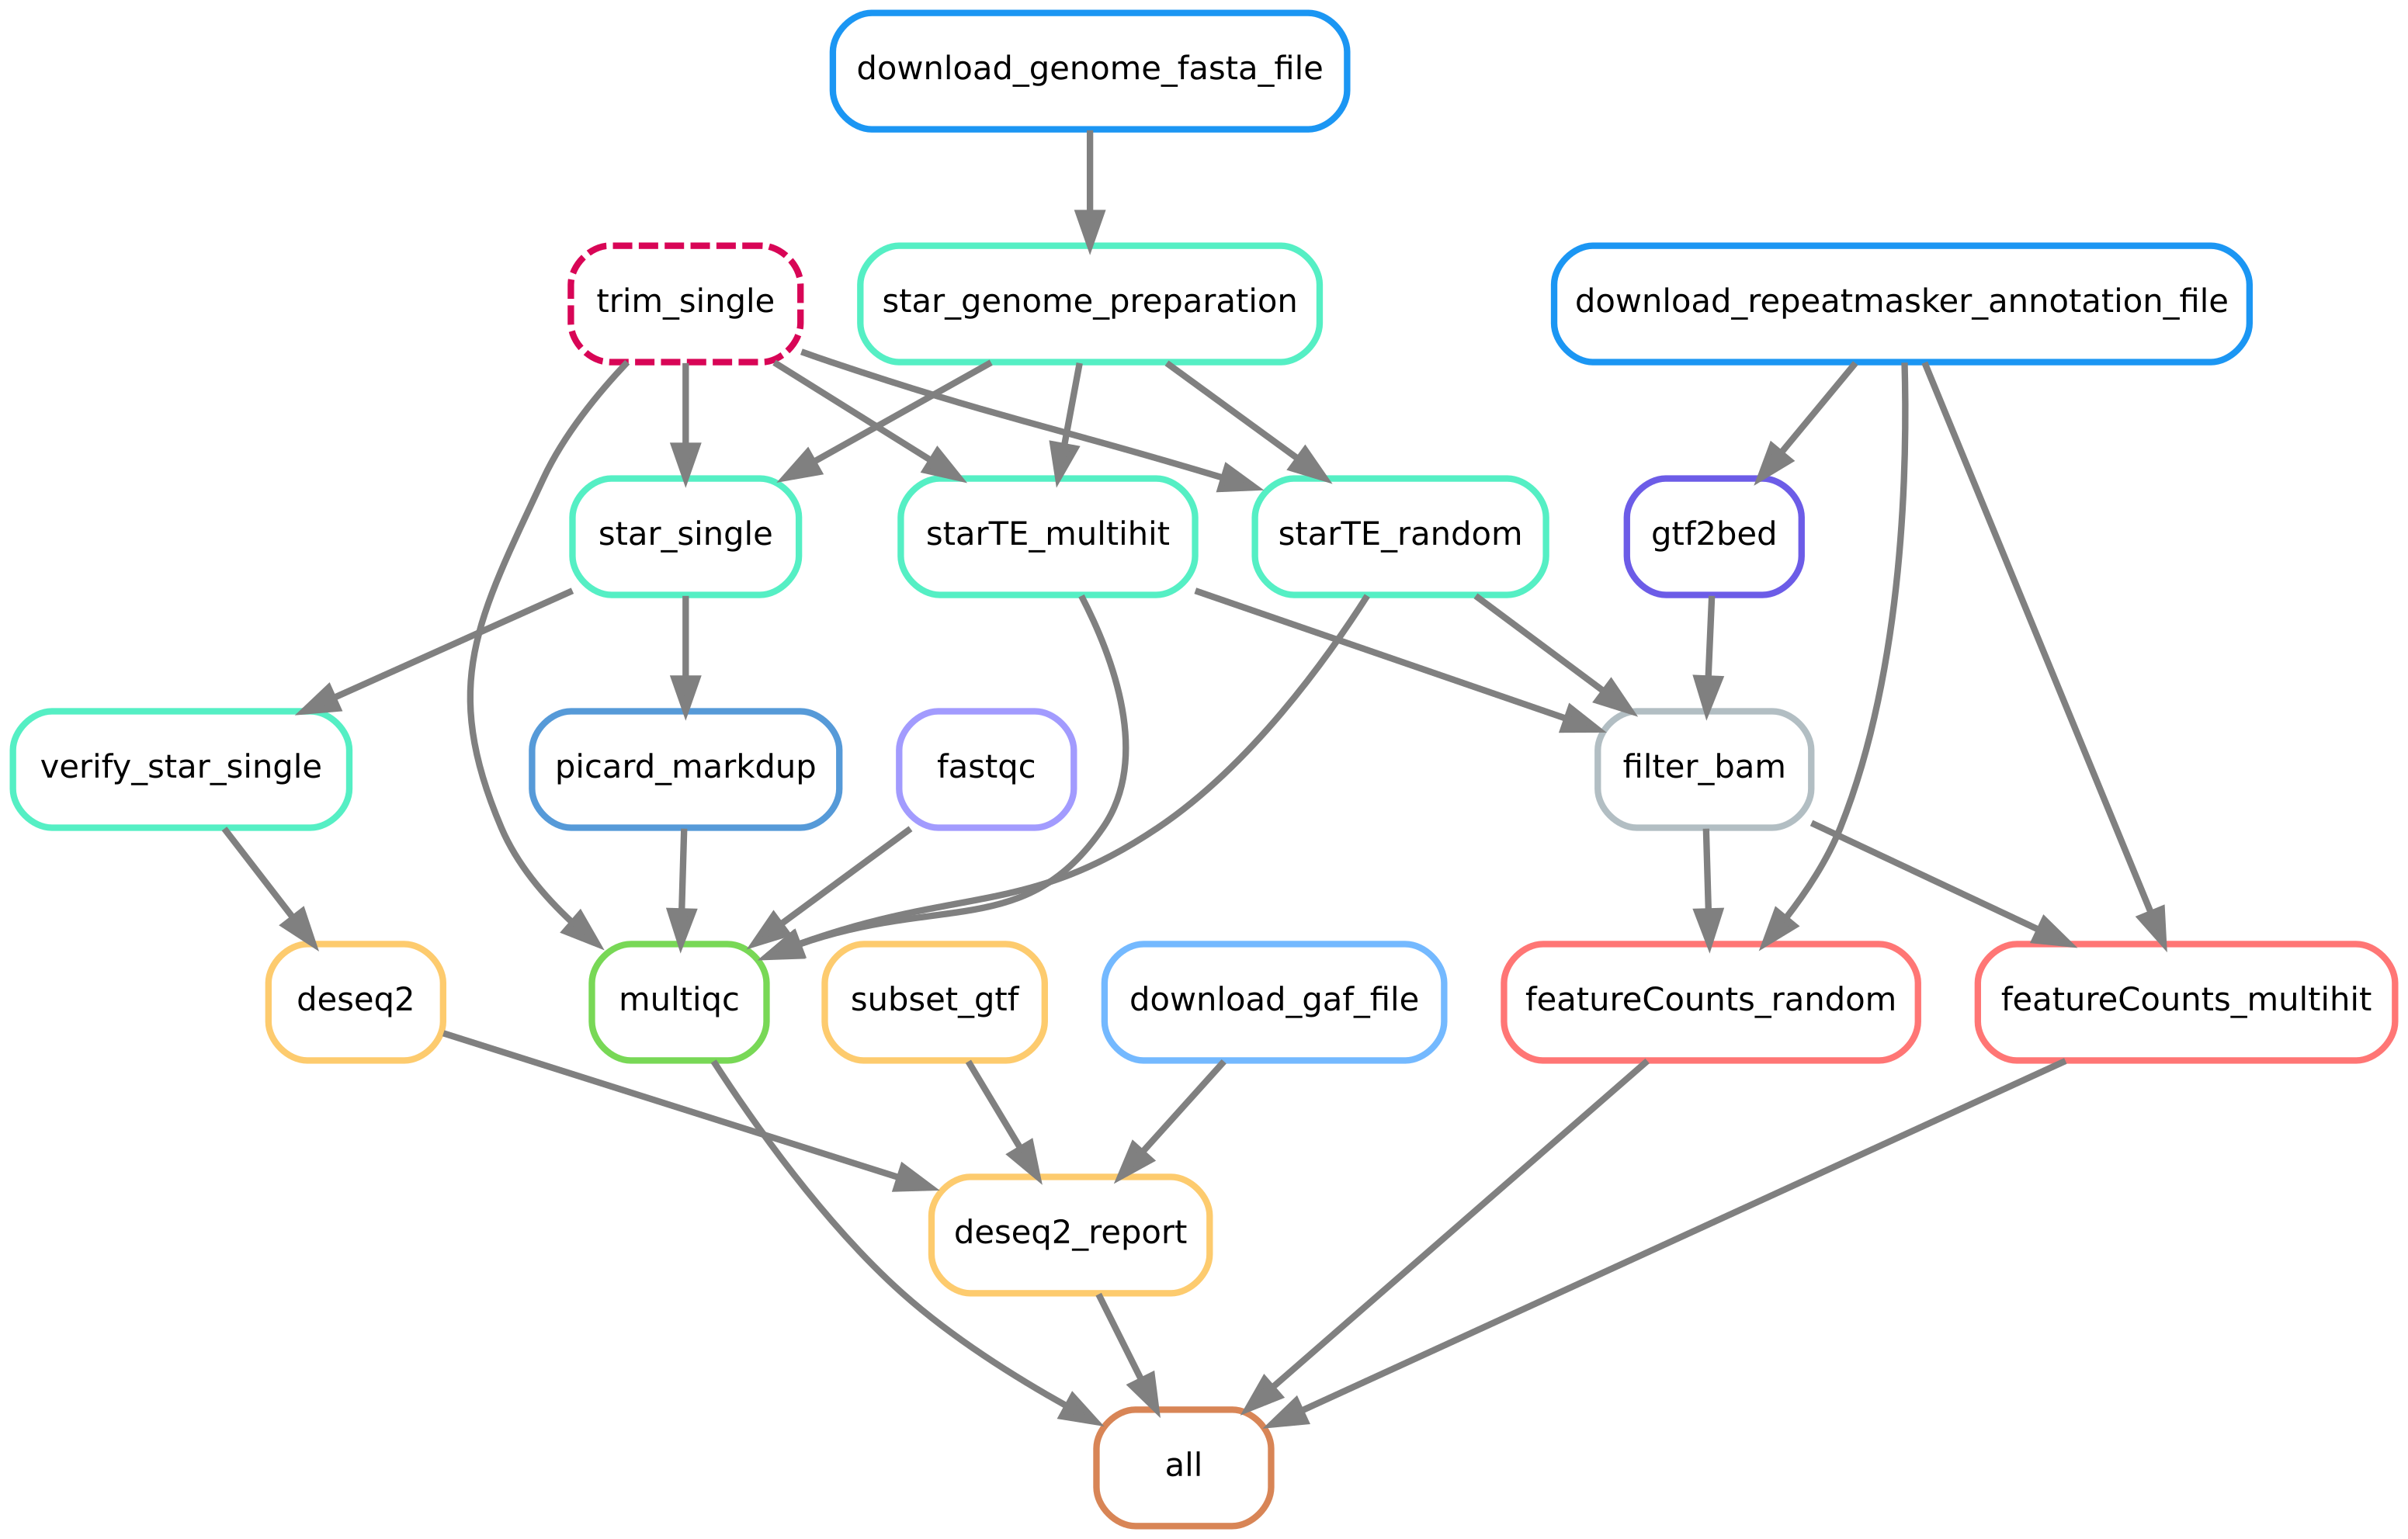 download_genome_fasta_file
trim_single
star_genome_preparation
download_repeatmasker_annotation_file
star_single
starTE_multihit
starTE_random
gtf2bed
verify_star_single
picard_markdup
fastqc
filter_bam
deseq2
multiqc
subset_gtf
download_gaf_file
featureCounts_random
featureCounts_multihit
deseq2_report
all